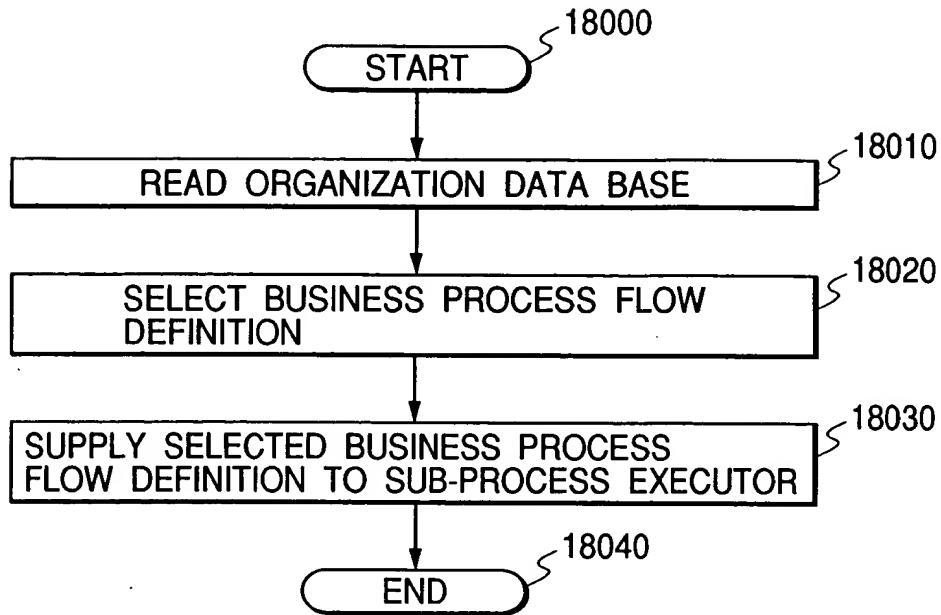 18000
START
18010
READ ORGANIZATION DATA BASE
18020
SELECT BUSINESS PROCESS FLOW
DEFINITION
18030
SUPPLY SELECTED BUSINESS PROCESS
FLOW DEFINITION TO SUB-PROCESS EXECUTOR
18040
END